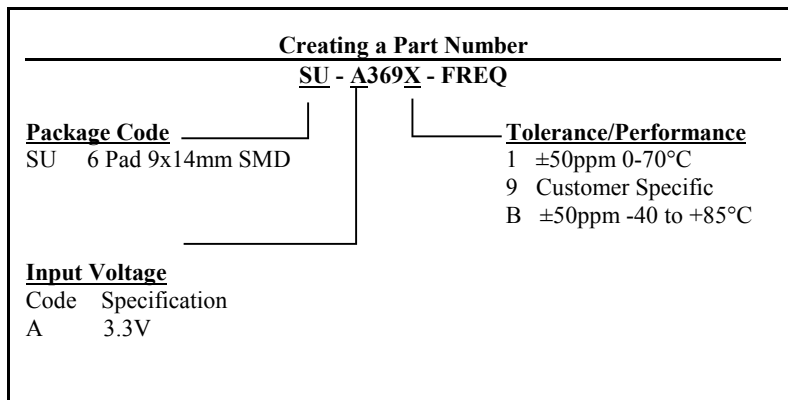 Creating a Part Number
SU - A369X - FREQ
Package Code
SU 6 Pad 9x14mm SMD
Tolerance/Performance
1 ±50ppm 0-70°C
9 Customer Specific
B ±50ppm -40 to +85°C
Input Voltage
Code Specification
A 3.3V